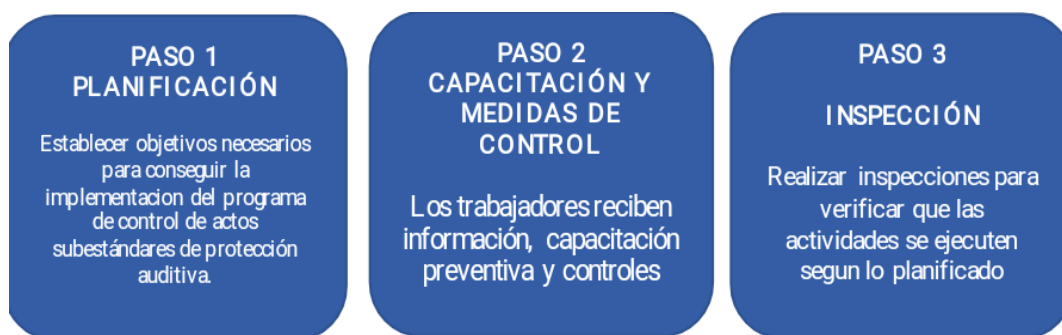 PASO 1
PLANIFICACIÓN
Establecer objetivos necesarios
para conseguir la
implementacion del programa
de control de actos
subestándares de protección
auditiva.
PASO 2
CAPACITACIÓN Y
MEDIDAS DE
CONTROL
Los trabajadores reciben
información, capacitación
preventiva y controles
PASO 3
INSPECCIÓN
Realizar inspecciones para
verificar que las
actividades se ejecuten
segun lo planificado